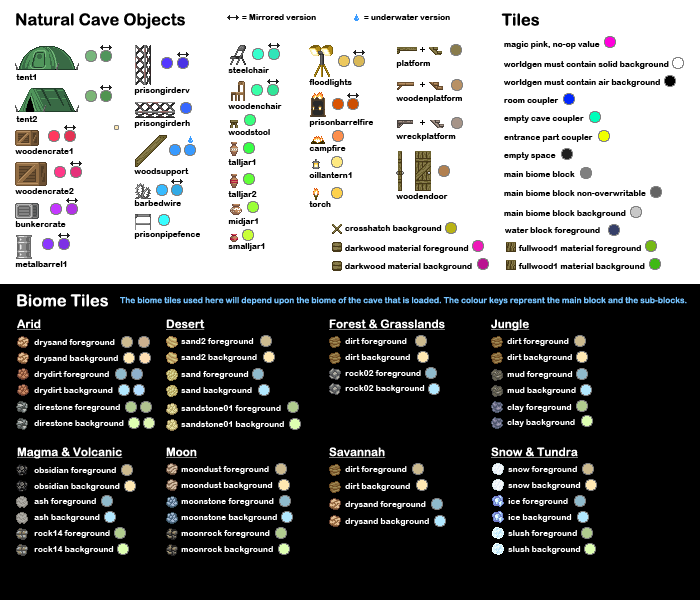 Natural Cave Objects
= Mirrored version
= underwater version
tent1
tent2
woodencrate1
woodencrate2
bunkercrate
metalbarrel1
prisongirderv
prisongirderh
woodsupport
barbedwire
prisonpipefence
steelchair
woodenchair
woodstool
talljar1
talljar2
midjar1
smalljar1
floodlights
prisonbarrelfire
campfire
oillantern1
torch
+
platform
+
woodenplatform
+
wreckplatform
woodendoor
crosshatch background
darkwood material foreground
darkwood material background
Tiles
magic pink, no-op value
worldgen must contain solid background
worldgen must contain air background
room coupler
empty cave coupler
entrance part coupler
empty space
main biome block
main biome block non-overwritable
main biome block background
water biome block foreground
fullwood1 material foreground
fullwood1 material background
Biome Tiles
The biome tiles used here will depend upon the biome of the cave that is loaded. The colour keys represnt the main block and the sub-blocks.
Arid
drysand foreground
drysand background
drydirt foreground
drydirt background
direstone foreground
direstone background
Desert
sand2 foreground
sand2 background
sand foreground
sand background
sandstone01 foreground
sandstone01 background
Forest & Grasslands
dirt foreground
dirt background
rock02 foreground
rock02 background
Jungle
dirt foreground
dirt background
mud foreground
mud background
clay foreground
clay background
Magma & Volcanic
obsidian foreground
obsidian background
ash foreground
ash background
rock14 foreground
rock14 background
Moon
moondust foreground
moondust background
moonstone foreground
moonstone background
moonrock foreground
moonrock background
Savannah
dirt foreground
dirt background
drysand foreground
drysand background
Snow & Tundra
snow foreground
snow background
ice foreground
ice background
slush foreground
slush background